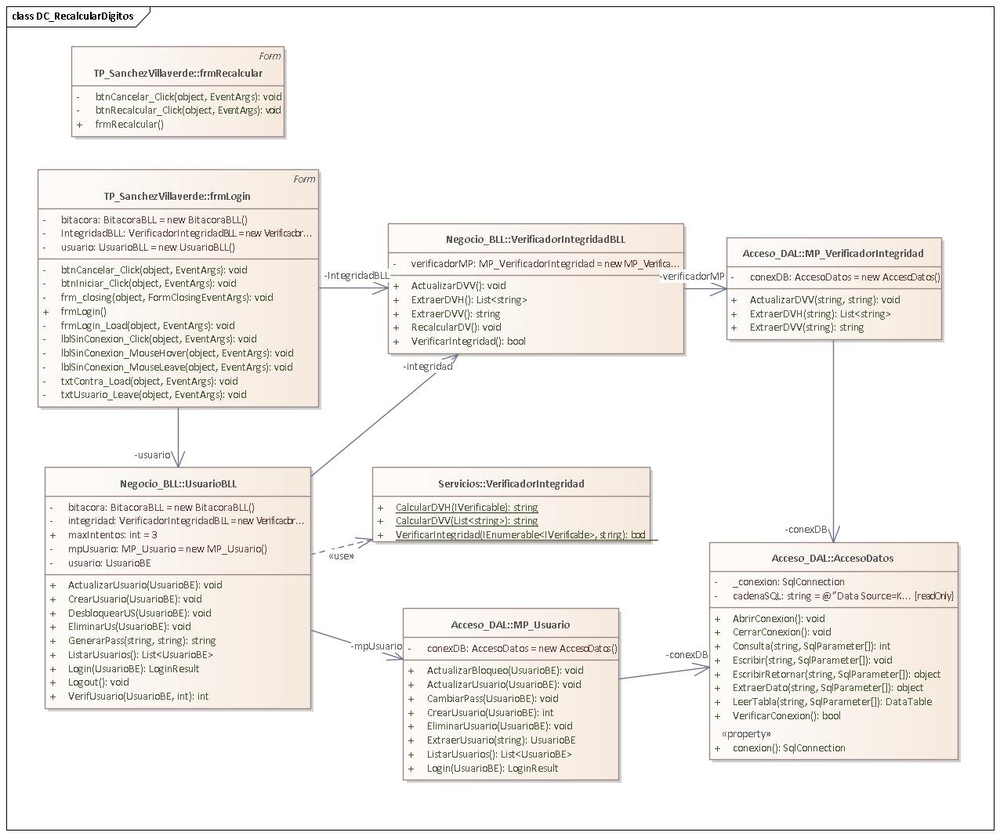 class DC_RecalcularDigitos
Form
TP_SanchezVillaverde::frmRecalcular
- btnCancelar_Click(object, EventArgs): void
- btnRecalcular_Click(object, EventArgs): void
+ frmRecalcular()
Form
TP_SanchezVillaverde::frmLogin
- bitacora: BitacoraBLL = new BitacoraBLL()
- IntegridadBLL: VerificadorIntegridadBLL = new Verificador...
- usuario: UsuarioBLL = new UsuarioBLL()
- btnCancelar_Click(object, EventArgs): void
- btnIniciar_Click(object, EventArgs): void
- frm_closing(object, FormClosingEventArgs): void
+ frmLogin()
- frmLogin_Load(object, EventArgs): void
- lblSinConexion_Click(object, EventArgs): void
- lblSinConexion_MouseHover(object, EventArgs): void
- lblSinConexion_MouseLeave(object, EventArgs): void
- txtContra_Load(object, EventArgs): void
- txtUsuario_Leave(object, EventArgs): void
-IntegridadBLL
Negocio_BLL::VerificadorIntegridadBLL
- verificadorMP: MP_VerificadorIntegridad = new MP_Verifica...
+ ActualizarDVV(): void
+ ExtraerDVH(): List<string>
+ ExtraerDVV(): string
+ RecalcularDV(): void
+ VerificarIntegridad(): bool
-verificadorMP
Acceso_DAL::MP_VerificadorIntegridad
- conexDB: AccesoDatos = new AccesoDatos()
+ ActualizarDVV(string, string): void
+ ExtraerDVH(string): List<string>
+ ExtraerDVV(string): string
-integridad
-usuario
Negocio_BLL::UsuarioBLL
- bitacora: BitacoraBLL = new BitacoraBLL()
- integridad: VerificadorIntegridadBLL = new Verificador...
+ maxIntentos: int = 3
- mpUsuario: MP_Usuario = new MP_Usuario()
- usuario: UsuarioBE
+ ActualizarUsuario(UsuarioBE): void
+ CrearUsuario(UsuarioBE): void
+ DesbloquearUS(UsuarioBE): void
+ EliminarUs(UsuarioBE): void
+ GenerarPass(string, string): string
+ ListarUsuarios(): List<UsuarioBE>
+ Login(UsuarioBE): LoginResult
+ Logout(): void
+ VerifUsuario(UsuarioBE, int): int
Servicios::VerificadorIntegridad
+ CalcularDVH(IVerificable): string
+ CalcularDVV(List<string>): string
+ VerificarIntegridad(IEnumerable<IVerificable>, string): bool
«use»
-mpUsuario
Acceso_DAL::MP_Usuario
- conexDB: AccesoDatos = new AccesoDatos()
+ ActualizarBloqueo(UsuarioBE): void
+ ActualizarUsuario(UsuarioBE): void
+ CambiarPass(UsuarioBE): void
+ CrearUsuario(UsuarioBE): int
+ EliminarUsuario(UsuarioBE): void
+ ExtraerUsuario(string): UsuarioBE
+ ListarUsuarios(): List<UsuarioBE>
+ Login(UsuarioBE): LoginResult
-conexDB
-conexDB
Acceso_DAL::AccesoDatos
- _conexion: SqlConnection
- cadenaSQL: string = @"Data Source=K... {readOnly}
+ AbrirConexion(): void
+ CerrarConexion(): void
+ Consulta(string, SqlParameter[]): int
+ Escribir(string, SqlParameter[]): void
+ EscribirRetornar(string, SqlParameter[]): object
+ ExtraerDato(string, SqlParameter[]): object
+ LeerTabla(string, SqlParameter[]): DataTable
+ VerificarConexion(): bool
«property»
+ conexion(): SqlConnection